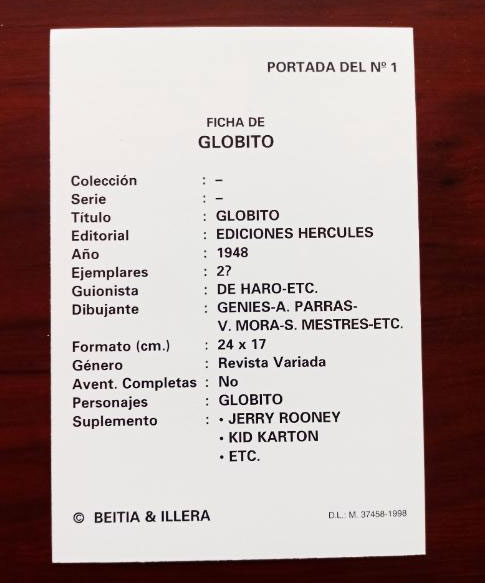 PORTADA DEL Nº 1
FICHA DE
GLOBITO
Colección : –
Serie : –
Título : GLOBITO
Editorial : EDICIONES HERCULES
Año : 1948
Ejemplares : 2?
Guionista : DE HARO-ETC.
Dibujante : GENIES-A. PARRAS-
V. MORA-S. MESTRES-ETC.
Formato (cm.) : 24 x 17
Género : Revista Variada
Avent. Completas : No
Personajes : GLOBITO
Suplemento : • JERRY ROONEY
• KID KARTON
• ETC.
© BEITIA & ILLERA D.L.: M. 37458-1998